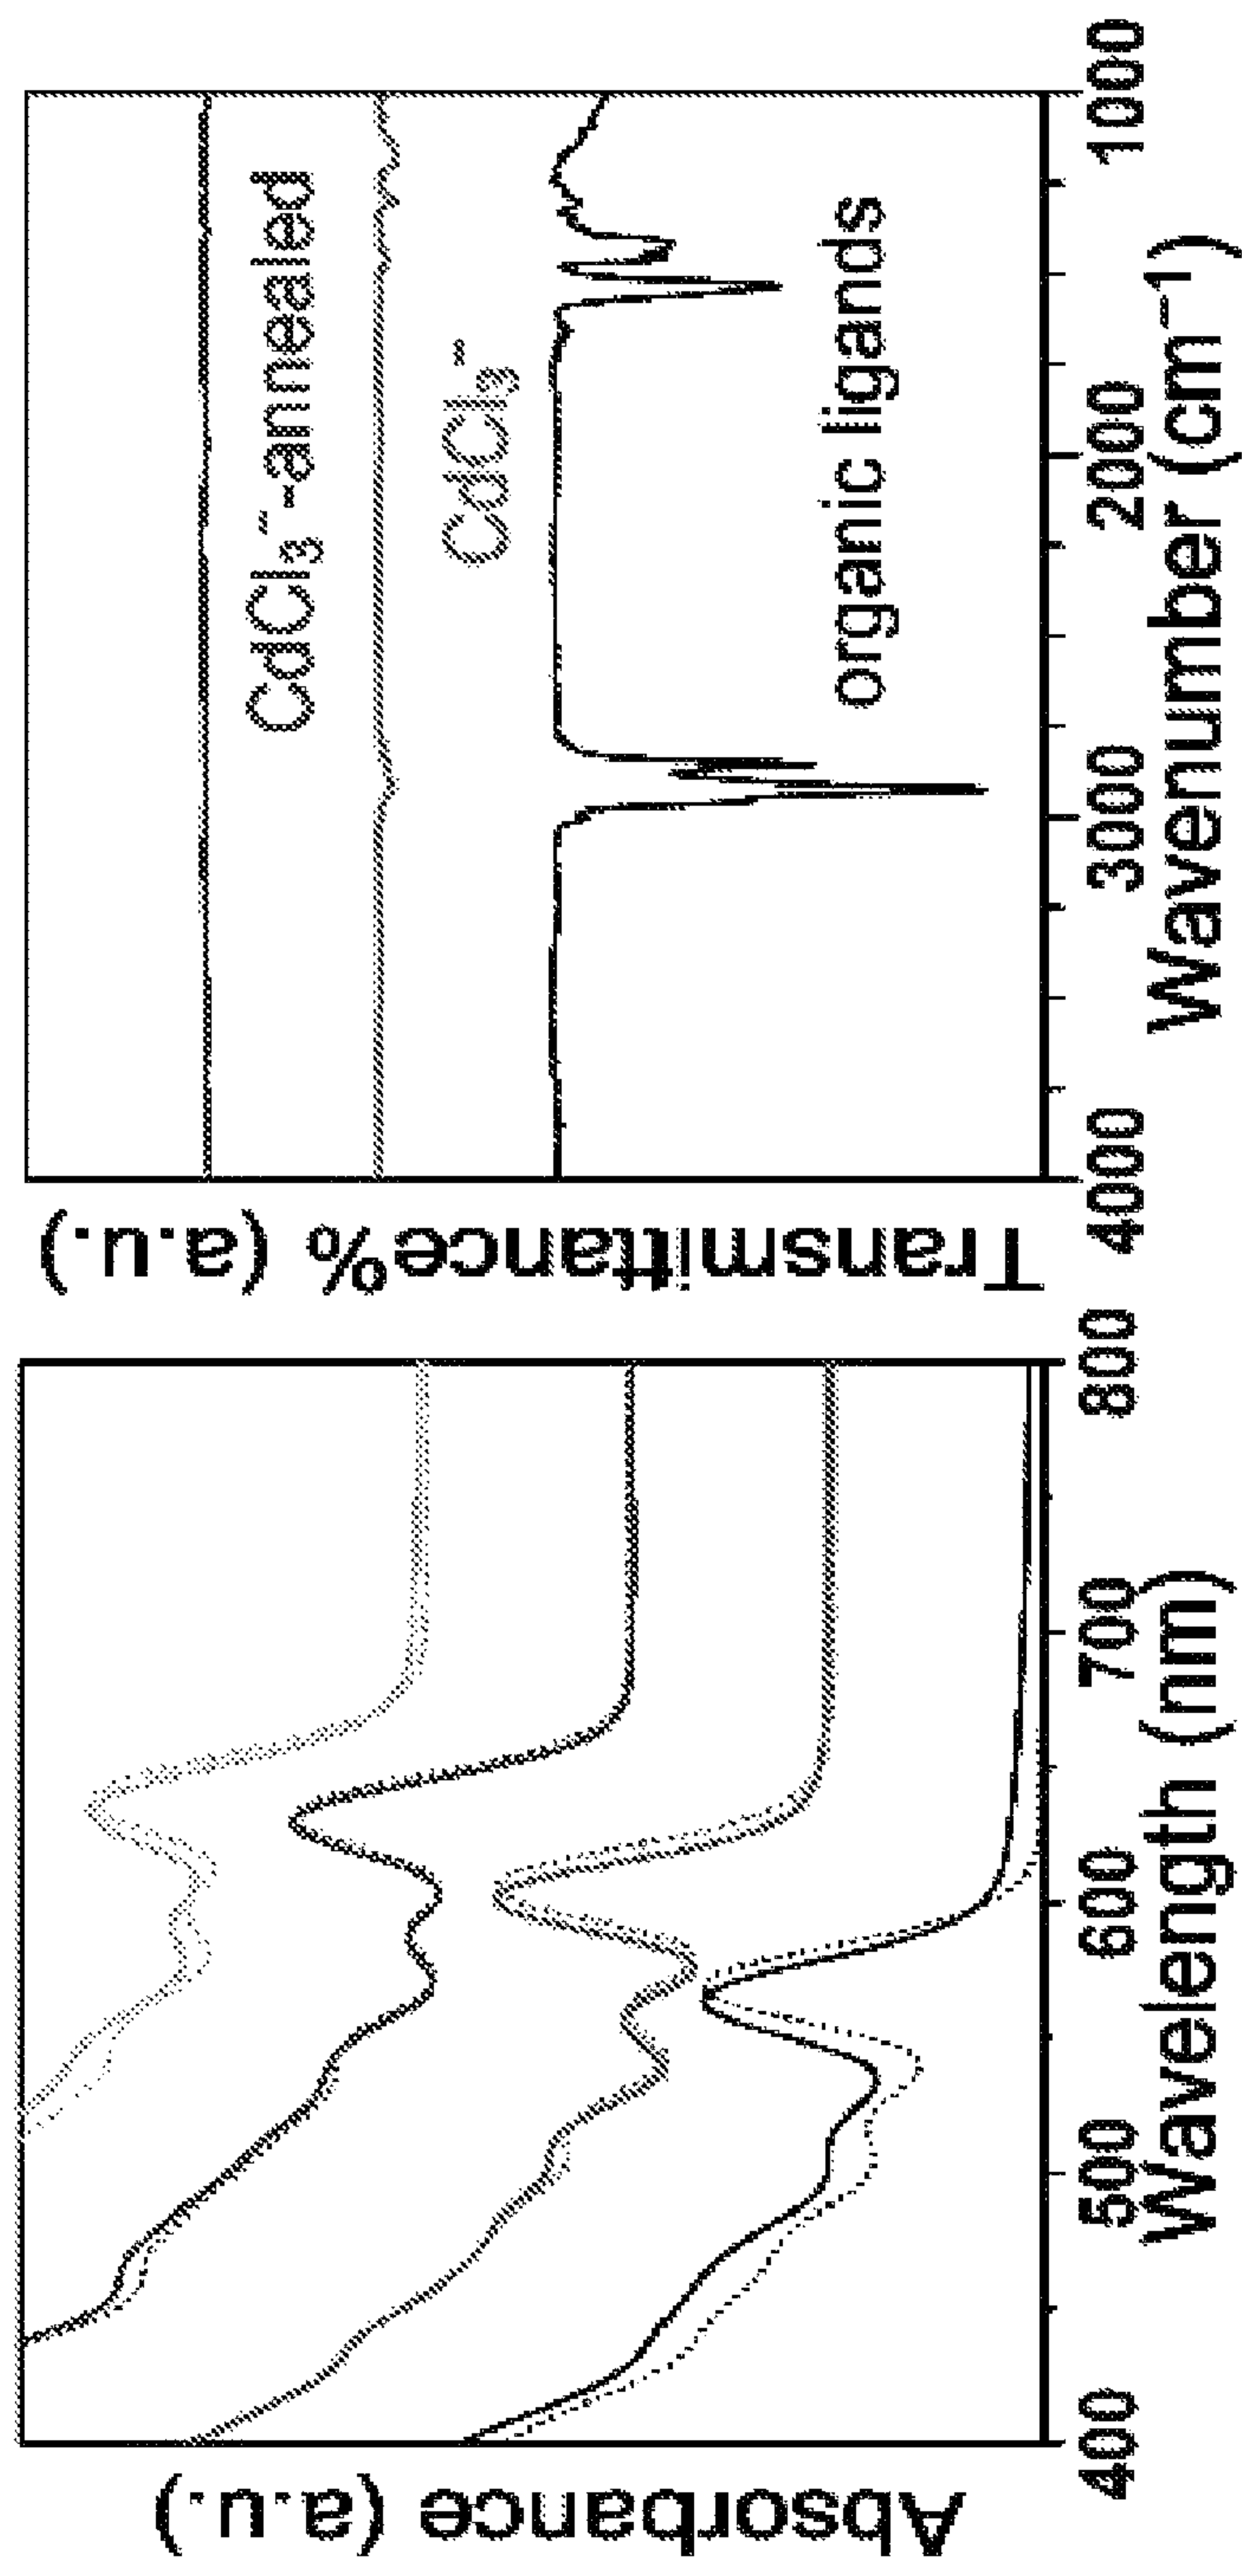 Absorbance (a.u.)
400
500
600
700
800
Wavelength (nm)
Transmittance% (a.u.)
CdCl₃⁻-annealed
CdCl₃⁻
organic ligands
4000
3000
2000
1000
Wavenumber (cm⁻¹)